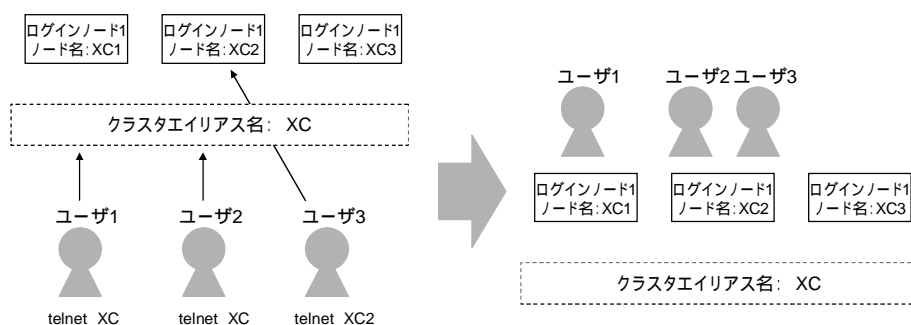 ログインノード1
ノード名:XC1
ログインノード1
ノード名:XC2
ログインノード1
ノード名:XC3
クラスタエイリアス名: XC
ユーザ1
ユーザ2
ユーザ3
telnet XC
telnet XC
telnet XC2
ユーザ1
ユーザ2
ユーザ3
ログインノード1
ノード名:XC1
ログインノード1
ノード名:XC2
ログインノード1
ノード名:XC3
クラスタエイリアス名: XC